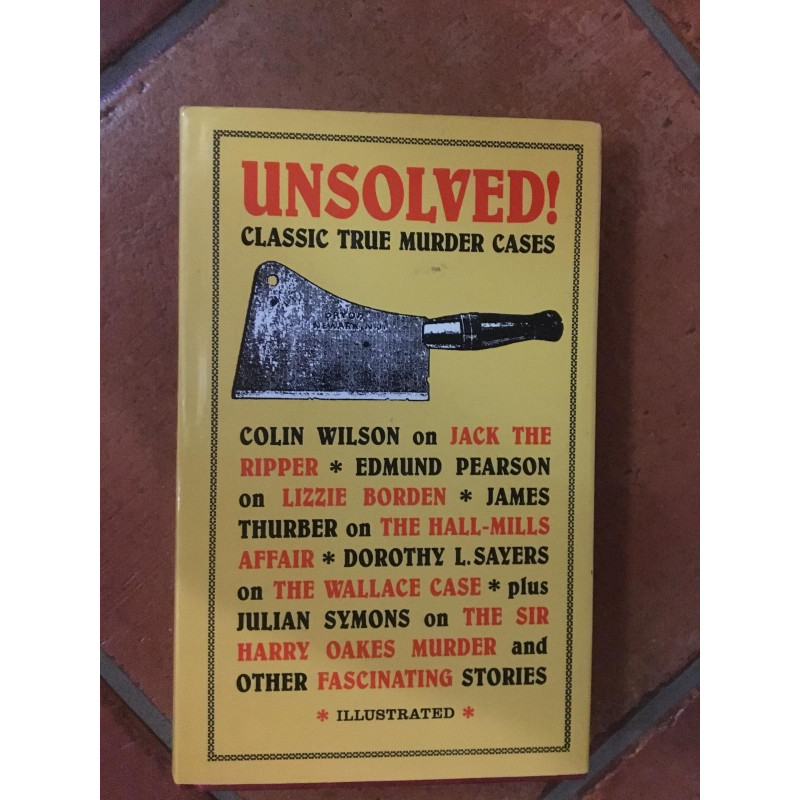 UNSOLVED!
CLASSIC TRUE MURDER CASES
PRYOR
NEWARK, N.J.
COLIN WILSON on JACK THE
RIPPER * EDMUND PEARSON
on LIZZIE BORDEN * JAMES
THURBER on THE HALL-MILLS
AFFAIR * DOROTHY L. SAYERS
on THE WALLACE CASE * plus
JULIAN SYMONS on THE SIR
HARRY OAKES MURDER and
OTHER FASCINATING STORIES
* ILLUSTRATED *